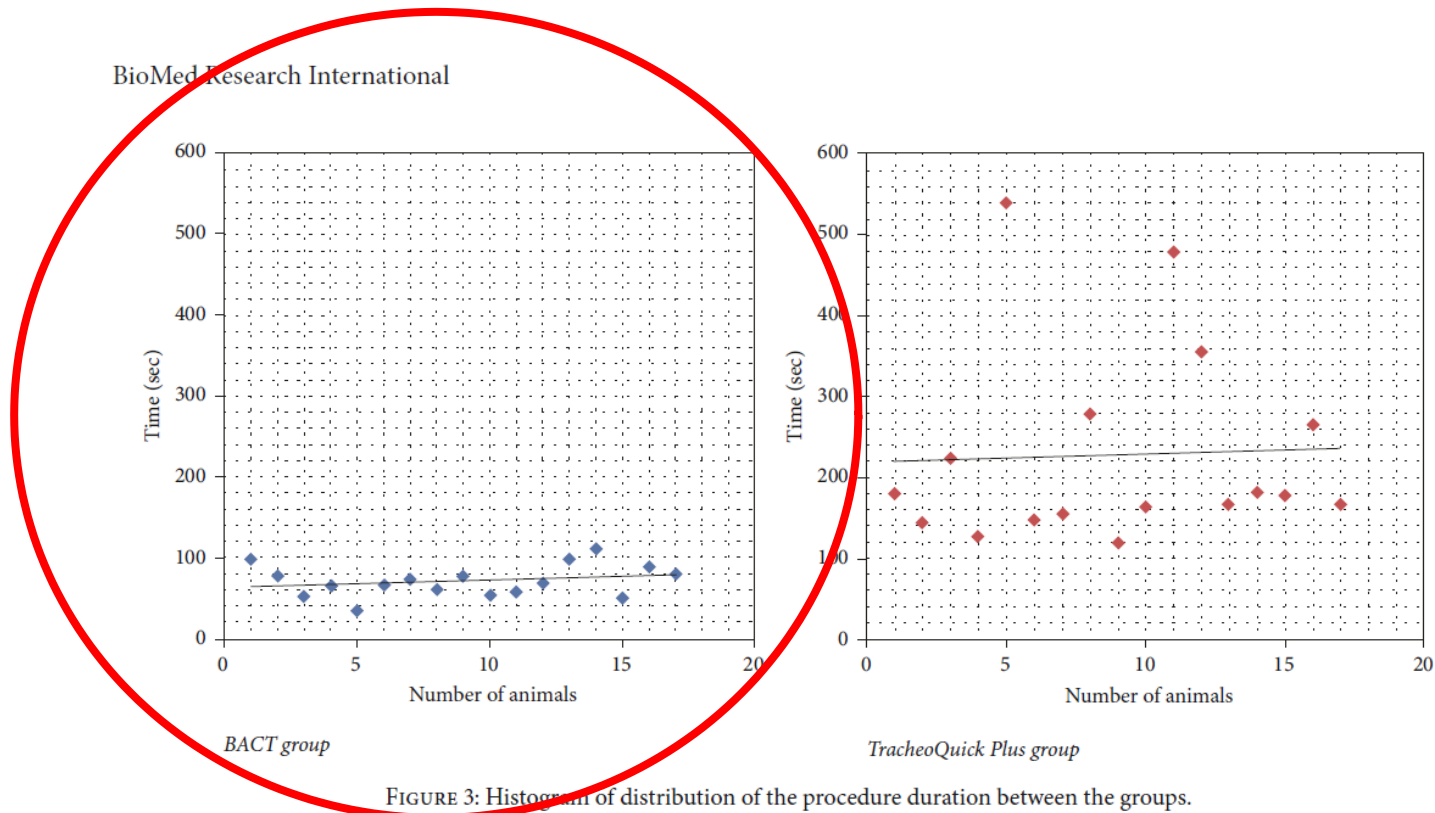 BioMed Research International
600
500
400
300
200
100
0
Time (sec)
0 5 10 15 20
Number of animals
BACT group
600
500
400
300
200
100
0
Time (sec)
0 5 10 15 20
Number of animals
TracheoQuick Plus group
FIGURE 3: Histogram of distribution of the procedure duration between the groups.